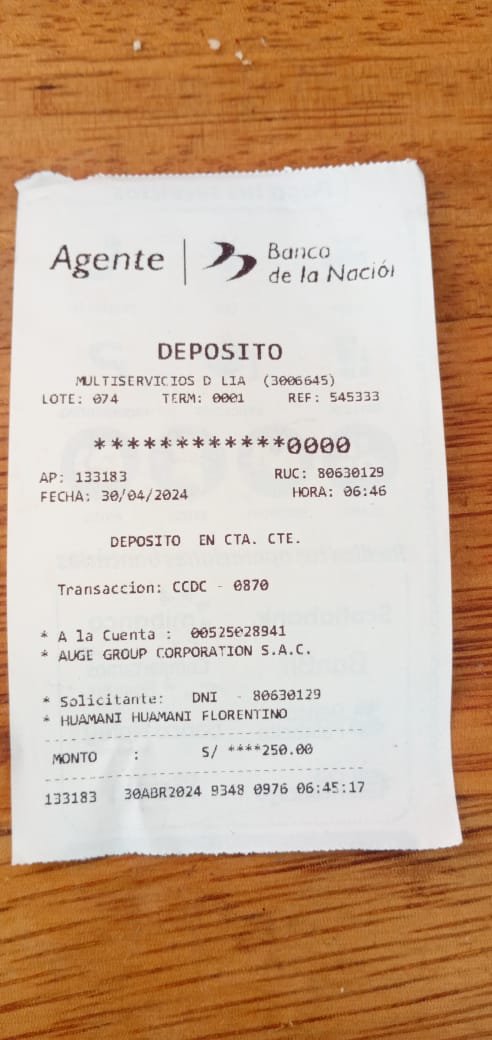 Agente | Banco
de la Nación
DEPOSITO
MULTISERVICIOS D LIA (3006645)
LOTE: 074 TERM: 0001 REF: 545333
************0000
AP: 133183 RUC: 80630129
FECHA: 30/04/2024 HORA: 06:46
DEPOSITO EN CTA. CTE.
Transaccion: CCDC - 0870
* A la Cuenta : 00525028941
* AUGE GROUP CORPORATION S.A.C.
* Solicitante: DNI - 80630129
* HUAMANI HUAMANI FLORENTINO
MONTO : S/ ****250.00
133183 30ABR2024 9348 0976 06:45:17